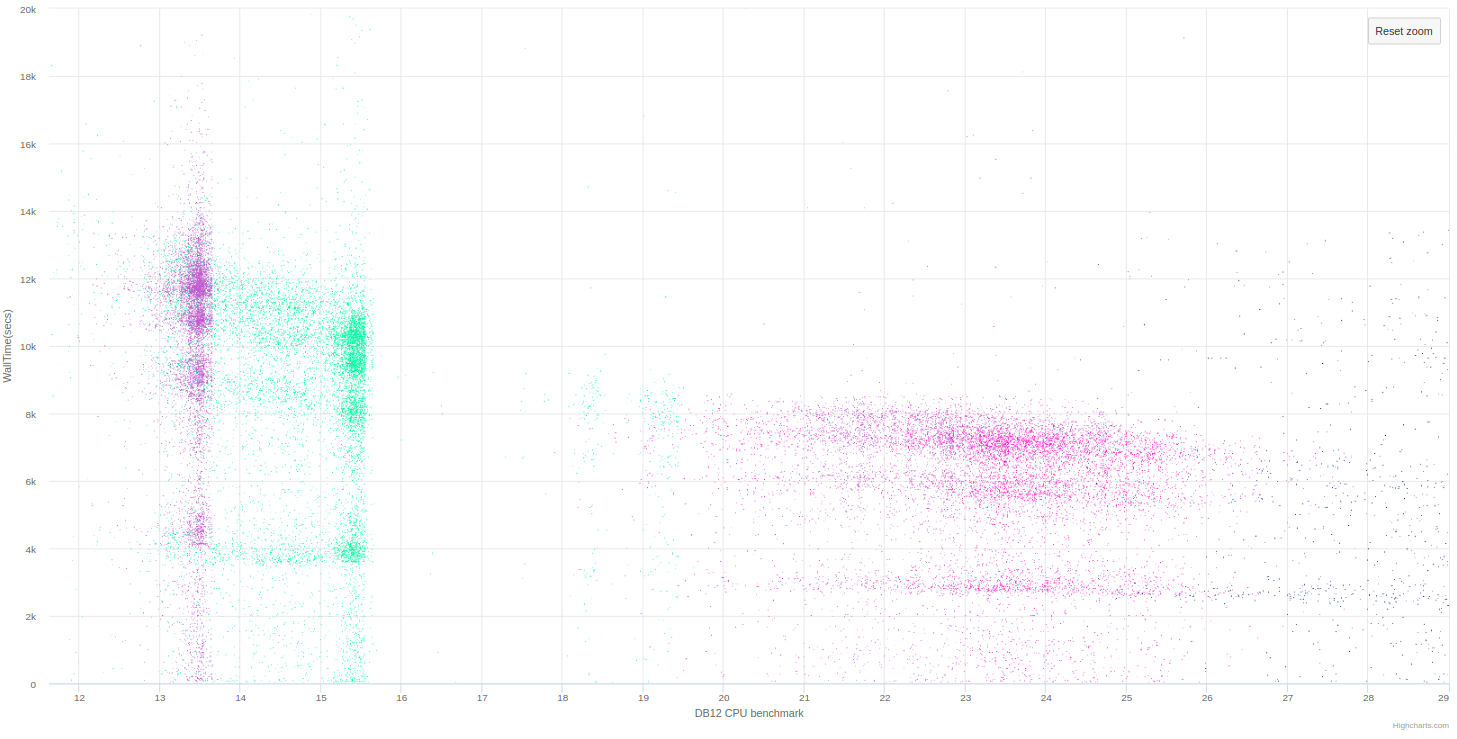 20k
18k
16k
14k
12k
10k
8k
6k
4k
2k
0
WallTime(secs)
Reset zoom
12 13 14 15 16 17 18 19 20 21 22 23 24 25 26 27 28 29
DB12 CPU benchmark
Highcharts.com